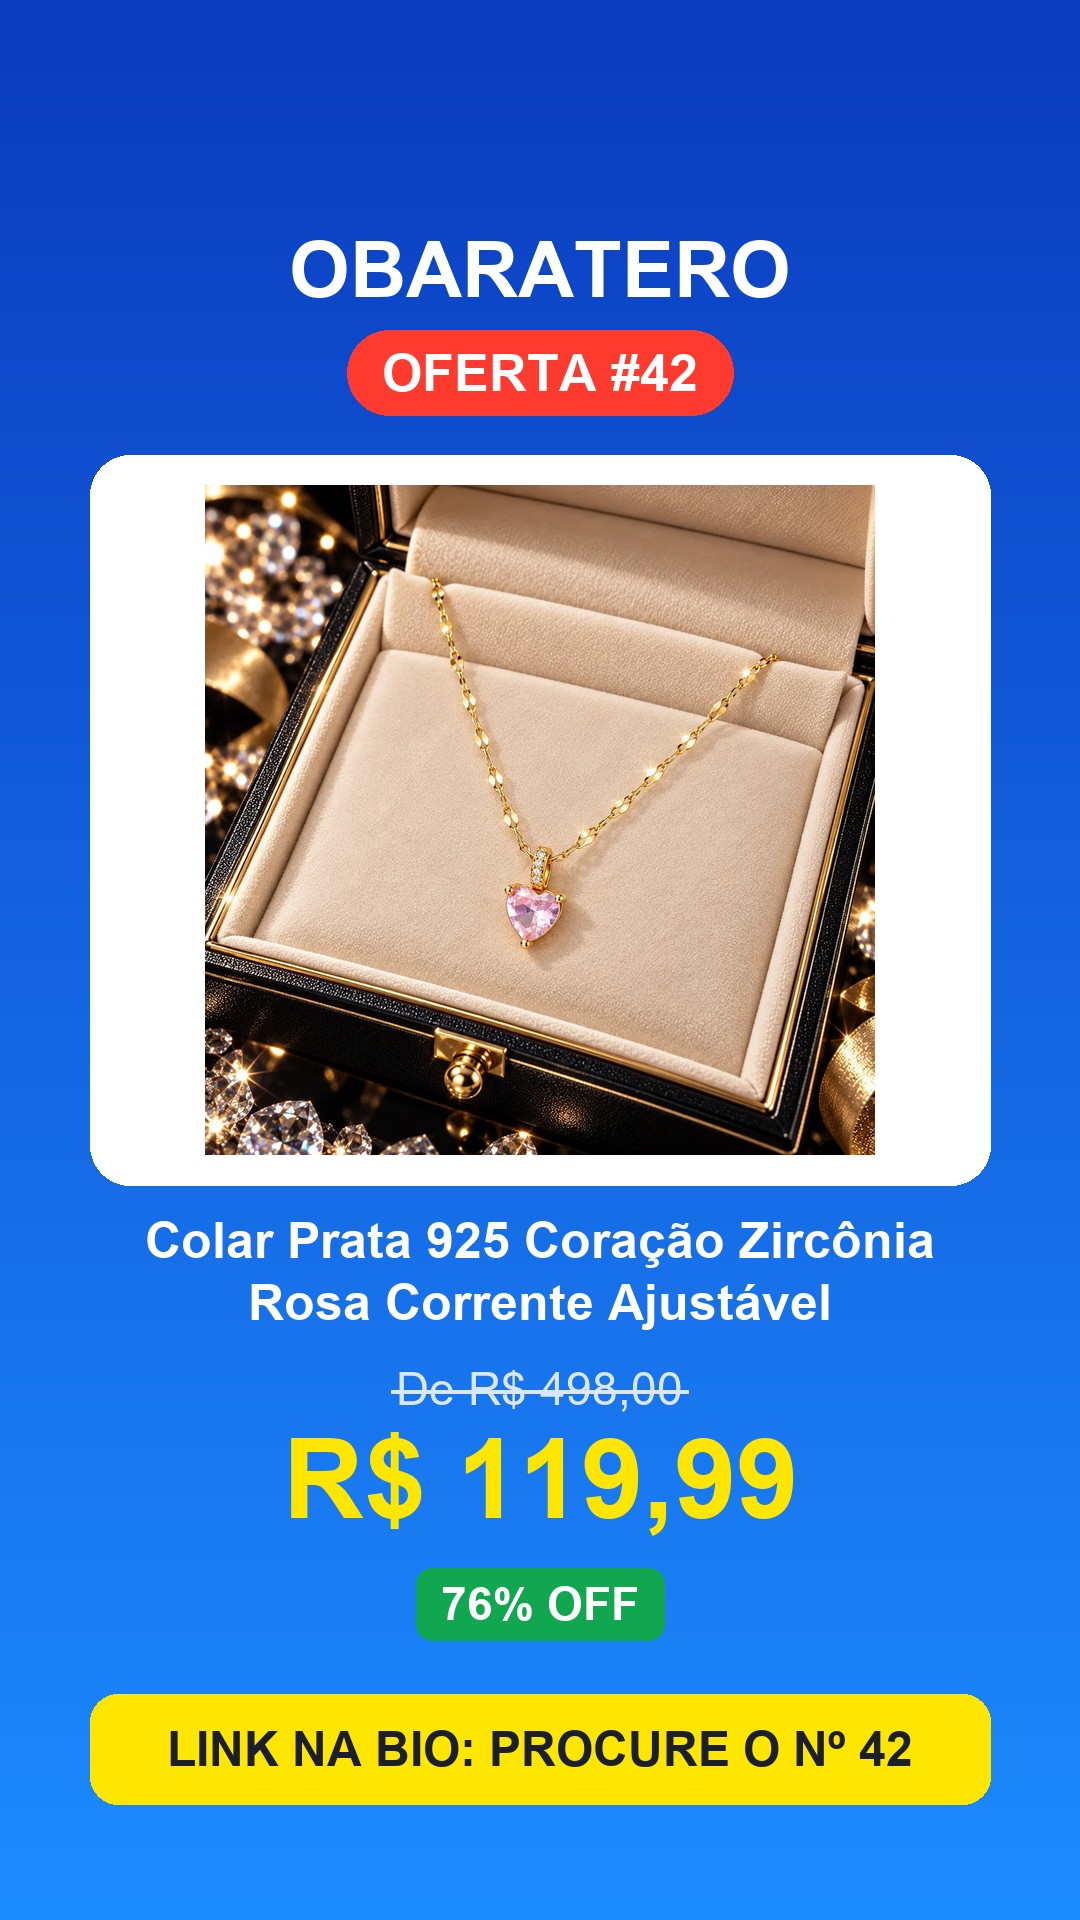 OBARATERO
OFERTA #42
Colar Prata 925 Coração Zircônia
Rosa Corrente Ajustável
De R$ 498,00
R$ 119,99
76% OFF
LINK NA BIO: PROCURE O Nº 42